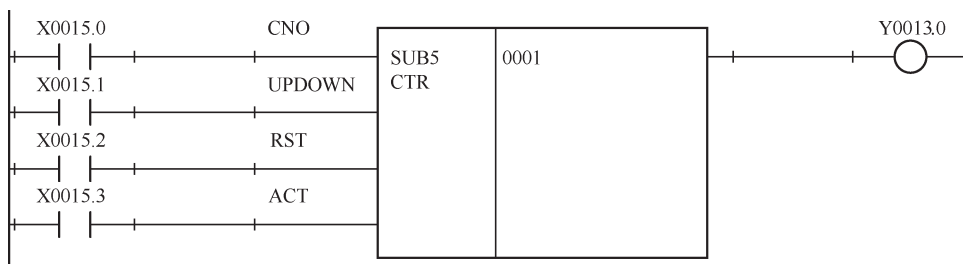 X0015.0 CNO Y0013.0
SUB5 0001
X0015.1 UPDOWN CTR
X0015.2 RST
X0015.3 ACT